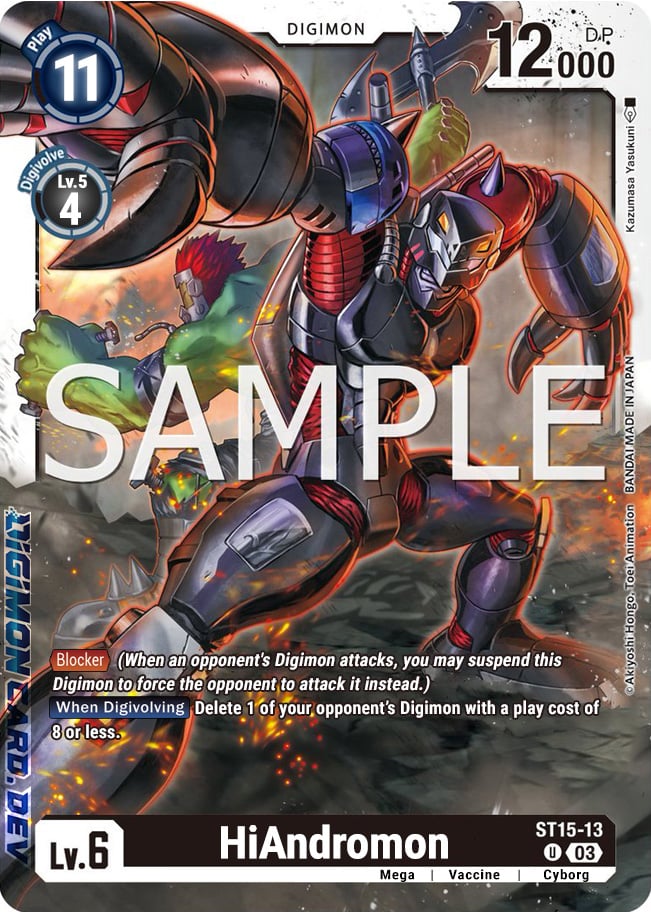 Play
11
DIGIMON
12000
DP
Digivolve
Lv.5
4
Kazumasa Yasukuni
SAMPLE
©Akiyoshi Hongo, Toei Animation BANDAI MADE IN JAPAN
DIGIMON CARD.DEV
Blocker (When an opponent's Digimon attacks, you may suspend this
Digimon to force the opponent to attack it instead.)
When Digivolving Delete 1 of your opponent's Digimon with a play cost of
8 or less.
Lv.6
HiAndromon
ST15-13
U 03
Mega | Vaccine | Cyborg